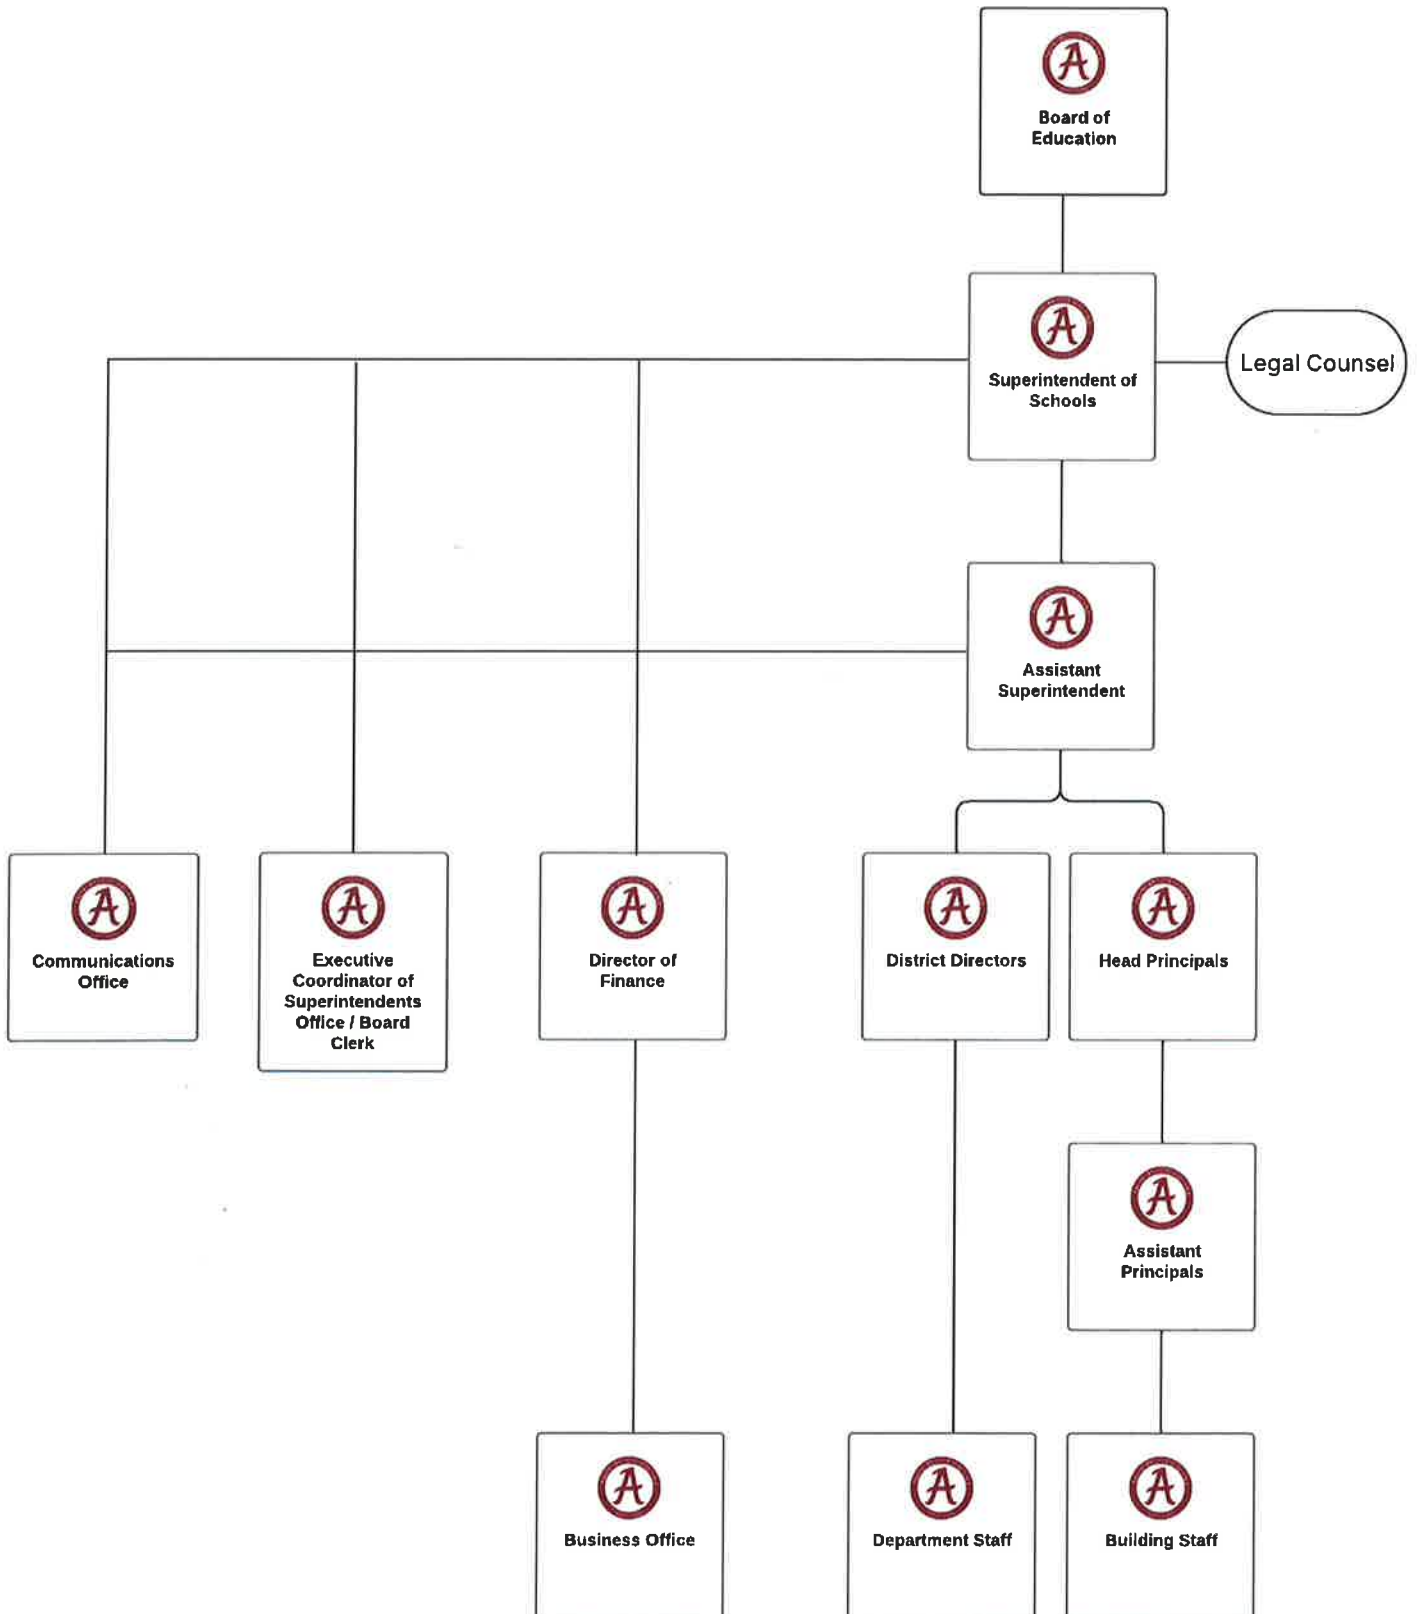 Board of
Education
Superintendent of
Schools
Legal Counsel
Assistant
Superintendent
Communications
Office
Executive
Coordinator of
Superintendents
Office / Board
Clerk
Director of
Finance
District Directors
Head Principals
Assistant
Principals
Business Office
Department Staff
Building Staff